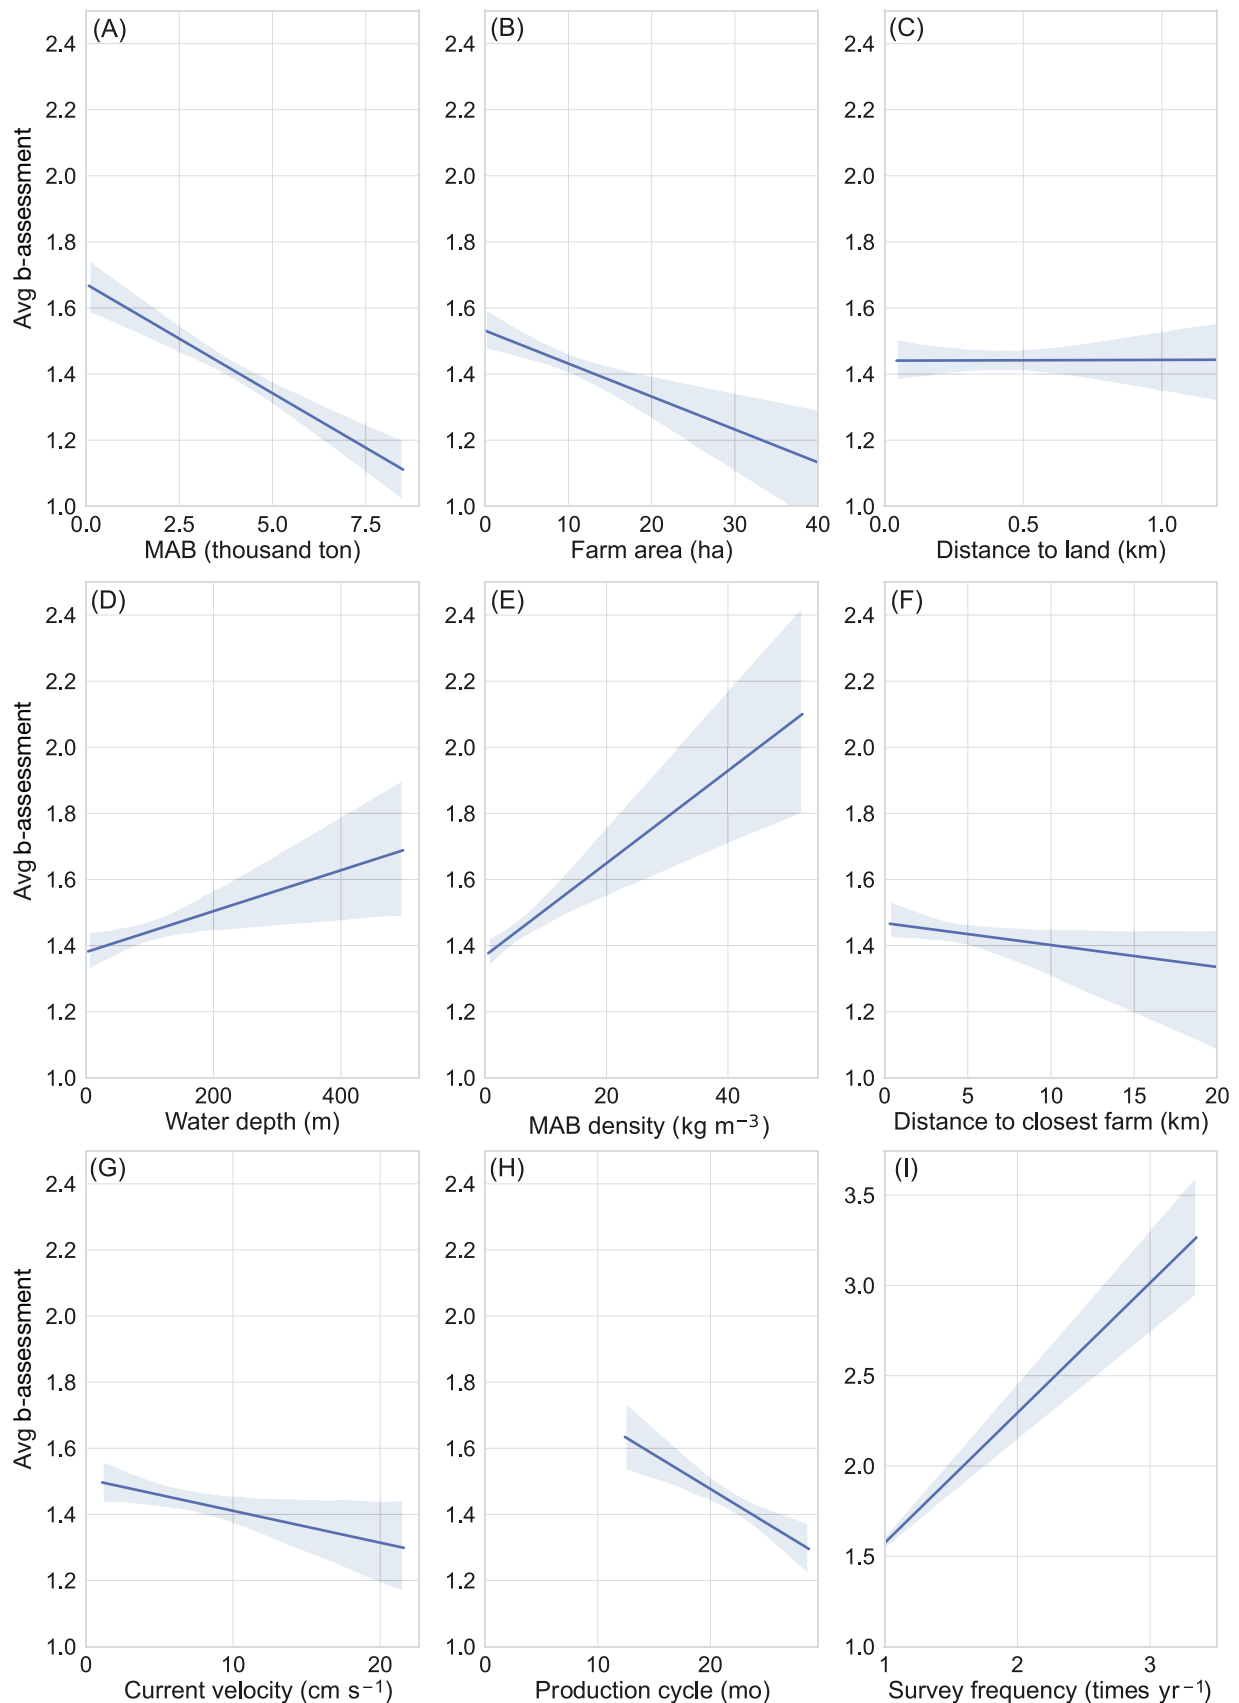 (A) (B) (C)
2.4 2.4 2.4
2.2 2.2 2.2
2.0 2.0 2.0
1.8 1.8 1.8
1.6 1.6 1.6
1.4 1.4 1.4
1.2 1.2 1.2
1.0 1.0 1.0
Avg b-assessment
0.0 2.5 5.0 7.5 0 10 20 30 40 0.0 0.5 1.0
MAB (thousand ton) Farm area (ha) Distance to land (km)
(D) (E) (F)
2.4 2.4 2.4
2.2 2.2 2.2
2.0 2.0 2.0
1.8 1.8 1.8
1.6 1.6 1.6
1.4 1.4 1.4
1.2 1.2 1.2
1.0 1.0 1.0
Avg b-assessment
0 200 400 0 20 40 0 5 10 15 20
Water depth (m) MAB density (kg m⁻³) Distance to closest farm (km)
(G) (H) (I)
2.4 2.4 3.5
2.2 2.2 3.0
2.0 2.0 2.5
1.8 1.8 2.0
1.6 1.6 1.5
1.4 1.4 1.0
1.2 1.2
1.0 1.0
Avg b-assessment
0 10 20 0 10 20 1 2 3
Current velocity (cm s⁻¹) Production cycle (mo) Survey frequency (times yr⁻¹)